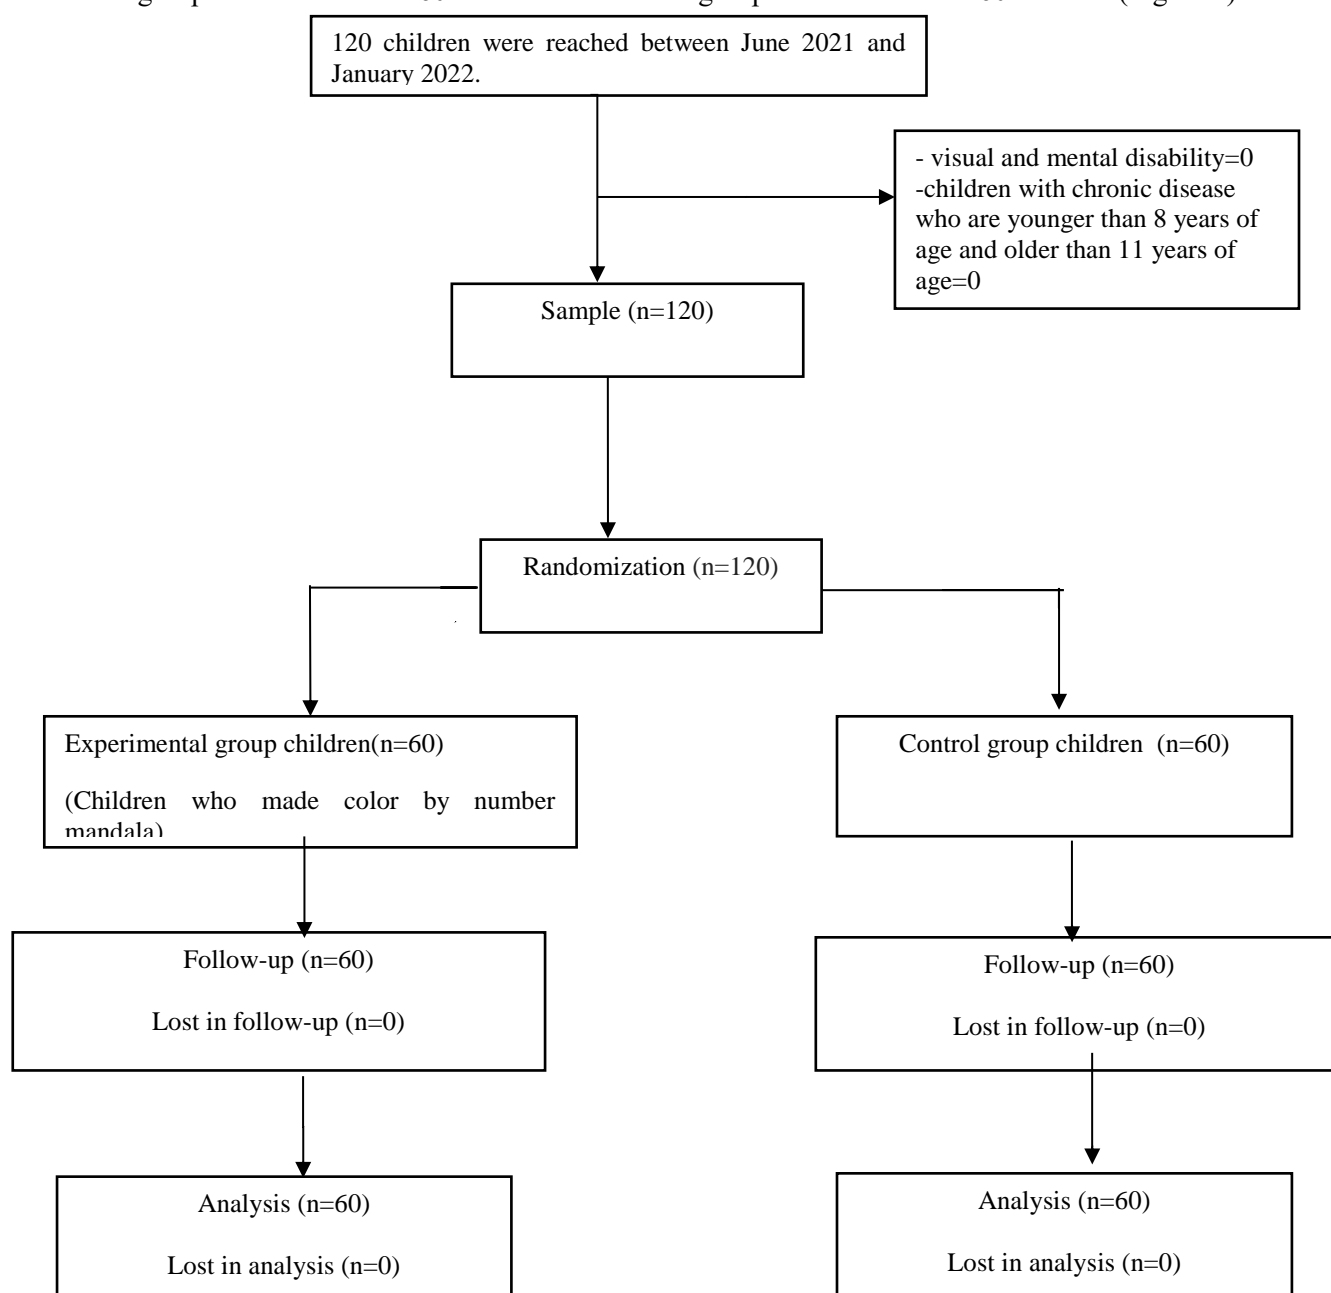 120 children were reached between June 2021 and
January 2022.
- visual and mental disability=0
-children with chronic disease
who are younger than 8 years of
age and older than 11 years of
age=0
Sample (n=120)
Randomization (n=120)
Experimental group children(n=60)
(Children who made color by number
mandala)
Control group children (n=60)
Follow-up (n=60)
Lost in follow-up (n=0)
Follow-up (n=60)
Lost in follow-up (n=0)
Analysis (n=60)
Lost in analysis (n=0)
Analysis (n=60)
Lost in analysis (n=0)